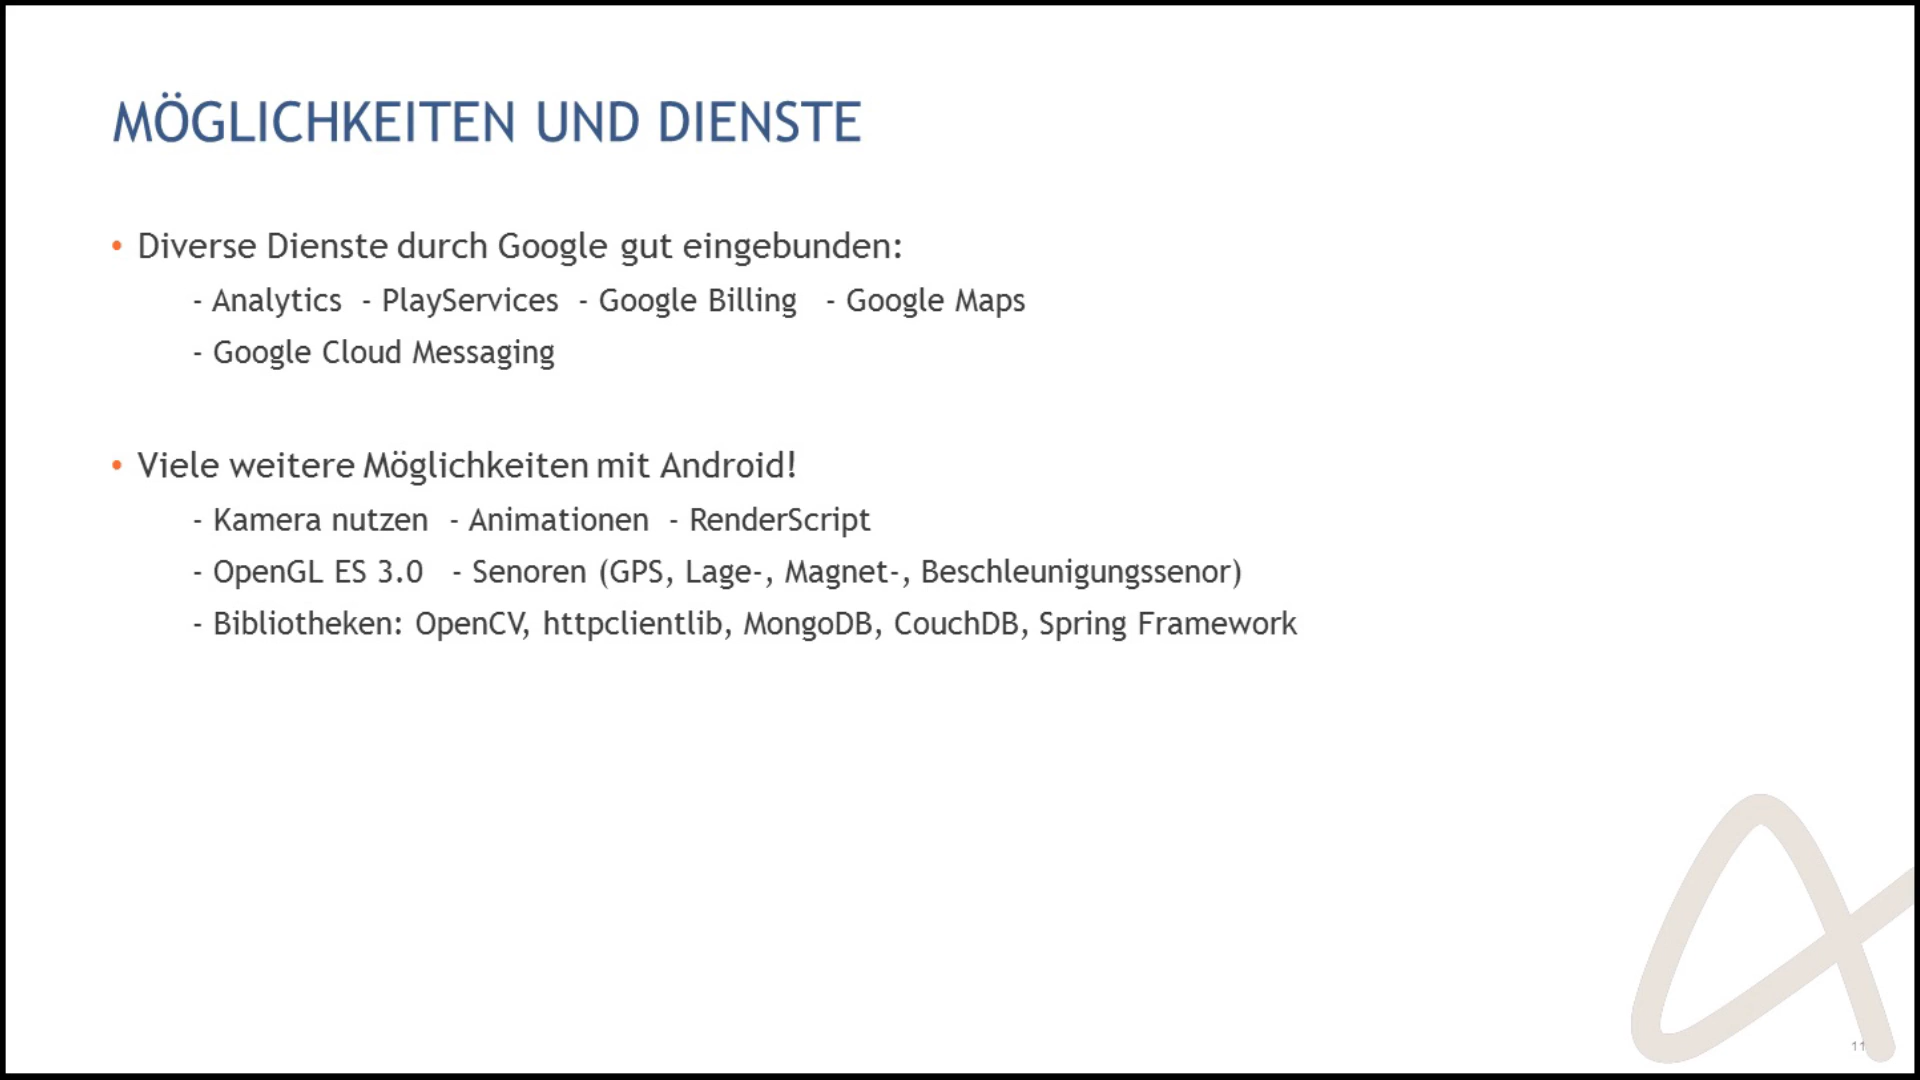 MÖGLICHKEITEN UND DIENSTE
• Diverse Dienste durch Google gut eingebunden:
- Analytics - PlayServices - Google Billing - Google Maps
- Google Cloud Messaging
• Viele weitere Möglichkeiten mit Android!
- Kamera nutzen - Animationen - RenderScript
- OpenGL ES 3.0 - Senoren (GPS, Lage-, Magnet-, Beschleunigungssenor)
- Bibliotheken: OpenCV, httpclientlib, MongoDB, CouchDB, Spring Framework
11